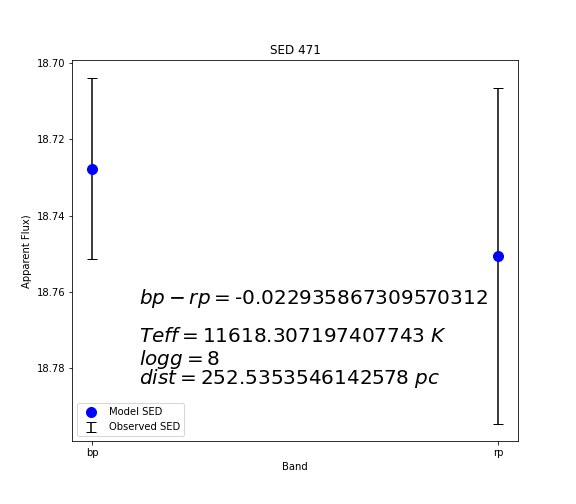 SED 471
18.70
18.72
18.74
18.76
18.78
Apparent Flux)
bp − rp = -0.022935867309570312
Teff = 11618.307197407743 K
logg = 8
dist = 252.5353546142578 pc
Model SED
Observed SED
bp
rp
Band